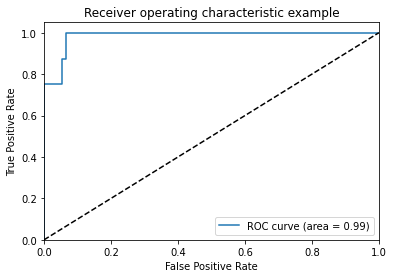 Receiver operating characteristic example
1.0
0.8
0.6
0.4
0.2
0.0
True Positive Rate
ROC curve (area = 0.99)
0.0 0.2 0.4 0.6 0.8 1.0
False Positive Rate